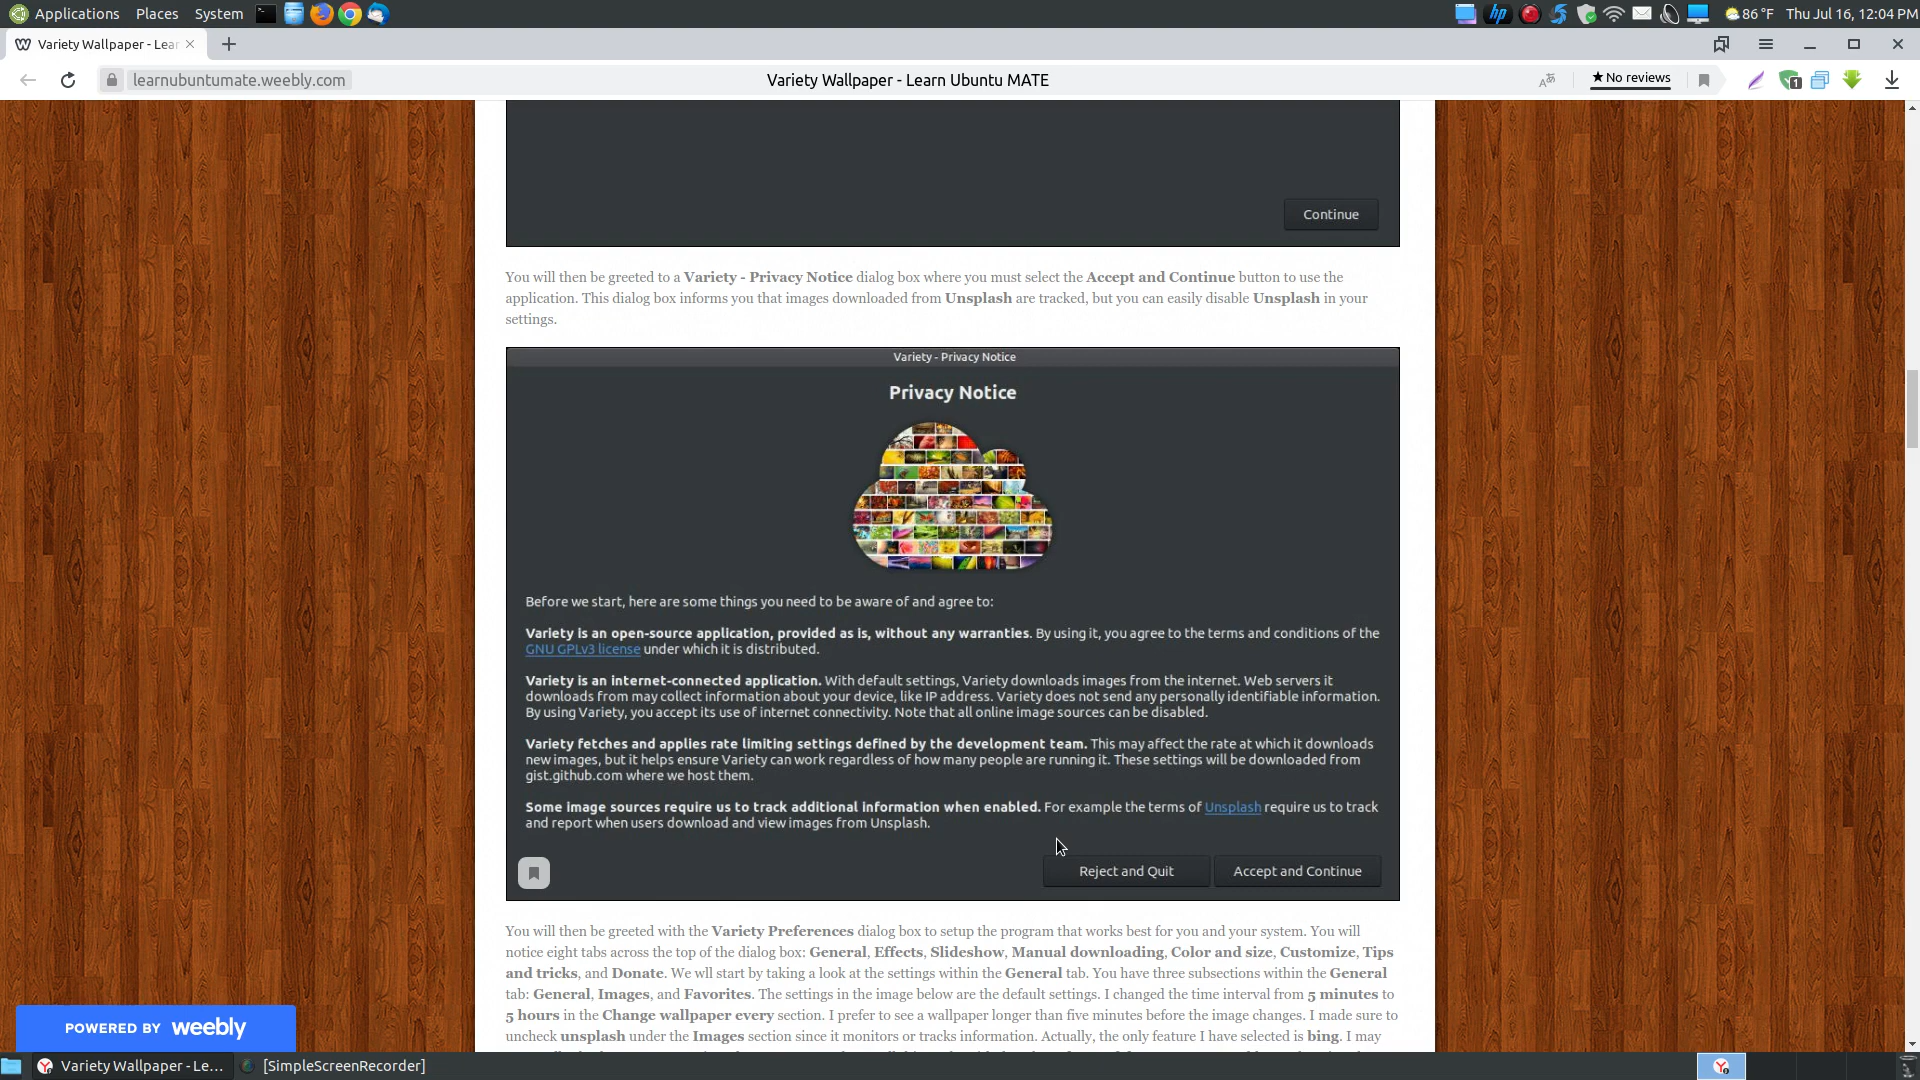 Applications Places System
86 °F Thu Jul 16, 12:04 PM
Variety Wallpaper - Lear
learnubuntumate.weebly.com
Variety Wallpaper - Learn Ubuntu MATE
★ No reviews
1
Continue
You will then be greeted to a Variety - Privacy Notice dialog box where you must select the Accept and Continue button to use the
application. This dialog box informs you that images downloaded from Unsplash are tracked, but you can easily disable Unsplash in your
settings.
Variety - Privacy Notice
Privacy Notice
Before we start, here are some things you need to be aware of and agree to:
Variety is an open-source application, provided as is, without any warranties. By using it, you agree to the terms and conditions of the
GNU GPLv3 license under which it is distributed.
Variety is an internet-connected application. With default settings, Variety downloads images from the internet. Web servers it
downloads from may collect information about your device, like IP address. Variety does not send any personally identifiable information.
By using Variety, you accept its use of internet connectivity. Note that all online image sources can be disabled.
Variety fetches and applies rate limiting settings defined by the development team. This may affect the rate at which it downloads
new images, but it helps ensure Variety can work regardless of how many people are running it. These settings will be downloaded from
gist.github.com where we host them.
Some image sources require us to track additional information when enabled. For example the terms of Unsplash require us to track
and report when users download and view images from Unsplash.
Reject and Quit Accept and Continue
You will then be greeted with the Variety Preferences dialog box to setup the program that works best for you and your system. You will
notice eight tabs across the top of the dialog box: General, Effects, Slideshow, Manual downloading, Color and size, Customize, Tips
and tricks, and Donate. We wll start by taking a look at the settings within the General tab. You have three subsections within the General
tab: General, Images, and Favorites. The settings in the image below are the default settings. I changed the time interval from 5 minutes to
5 hours in the Change wallpaper every section. I prefer to see a wallpaper longer than five minutes before the image changes. I made sure to
uncheck unsplash under the Images section since it monitors or tracks information. Actually, the only feature I have selected is bing. I may
POWERED BY weebly
Variety Wallpaper - Le... [SimpleScreenRecorder]